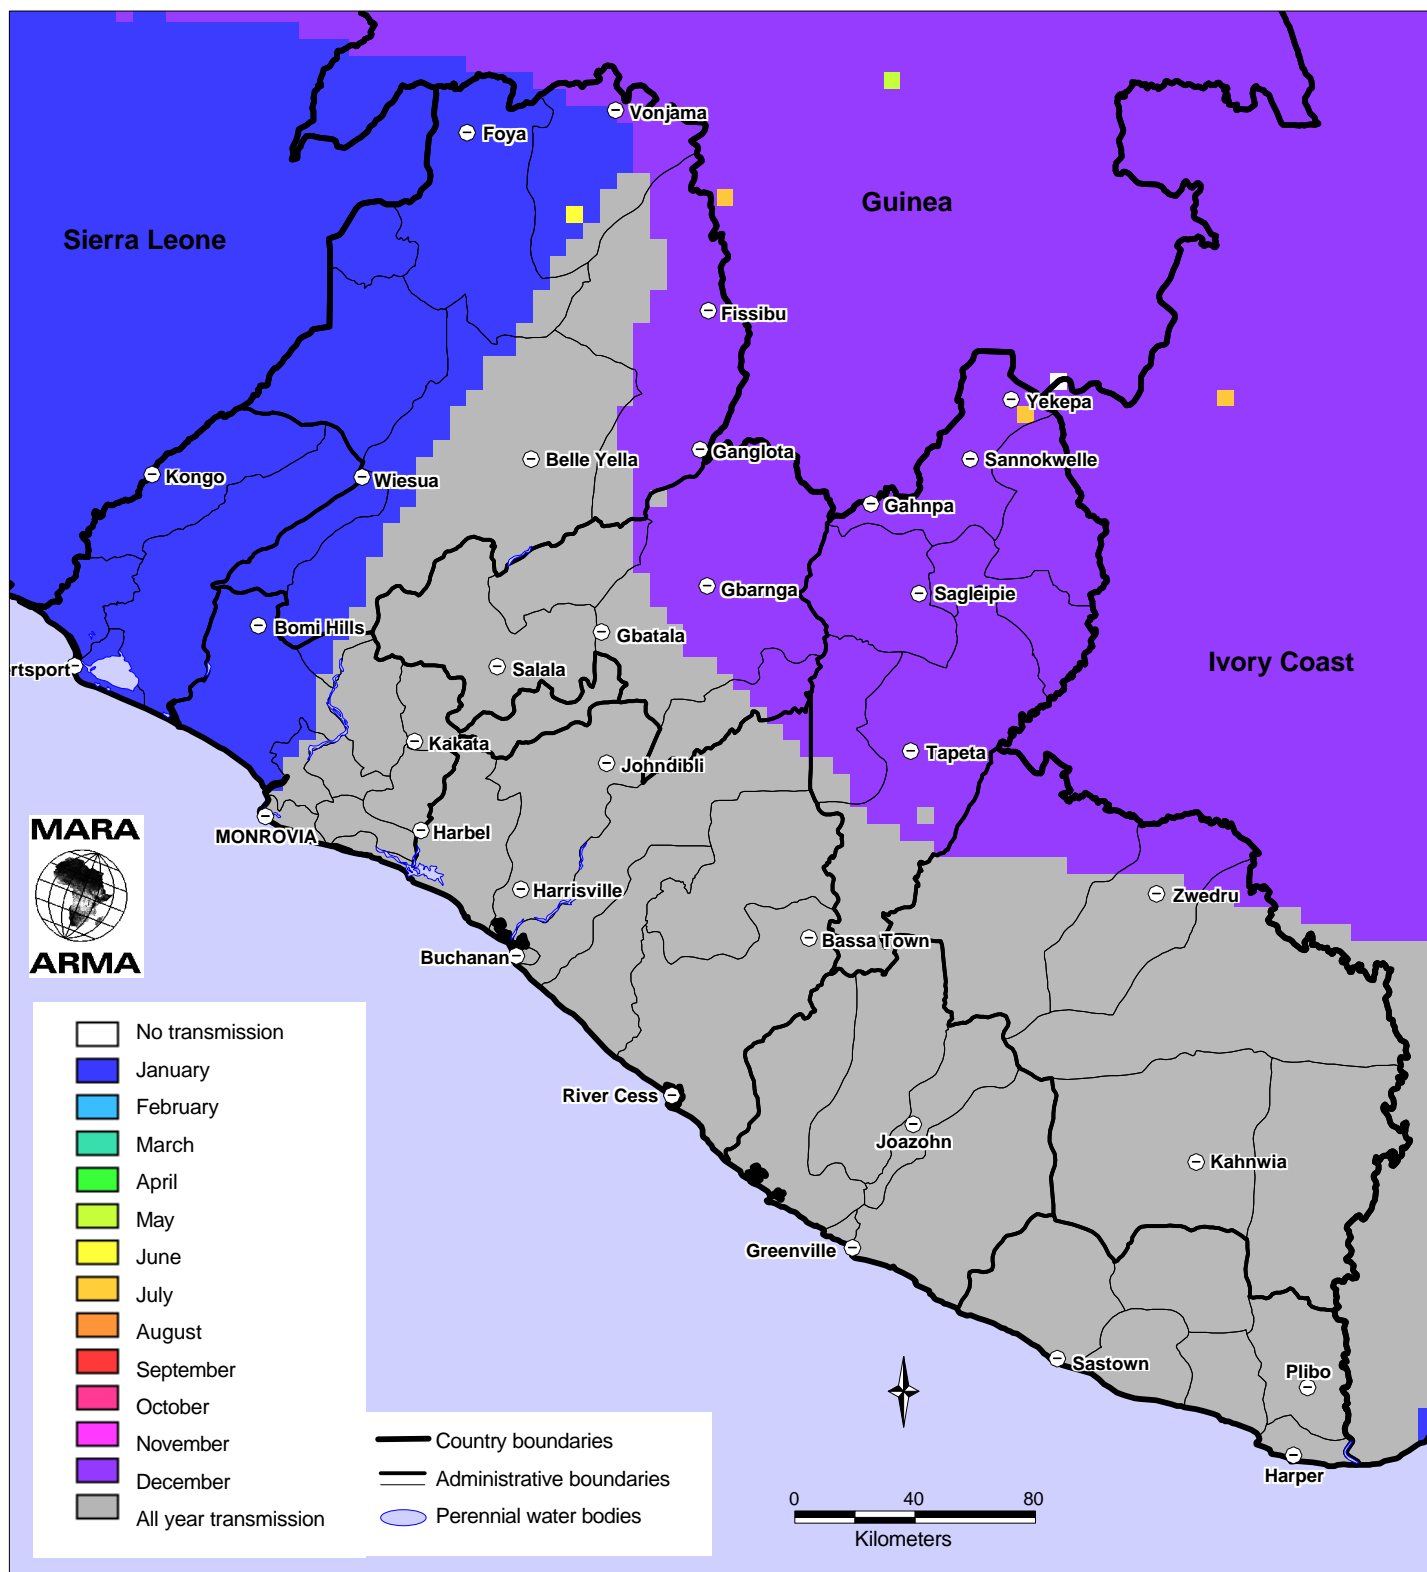 Vonjama
Foya
Guinea
Sierra Leone
Fissibu
Yekepa
Ganglota
Belle Yella
Sannokwelle
Kongo
Wiesua
Gahnpa
Gbarnga
Sagleipie
Bomi Hills
Gbatala
Ivory Coast
rtsport
Salala
Kakata
Tapeta
Johndibli
MONROVIA
Harbel
MARA
ARMA
Harrisville
Zwedru
Bassa Town
Buchanan
River Cess
Joazohn
Kahnwia
Greenville
Sastown
Plibo
Harper
No transmission
January
February
March
April
May
June
July
August
September
October
November
December
All year transmission
Country boundaries
Administrative boundaries
Perennial water bodies
0 40 80
Kilometers